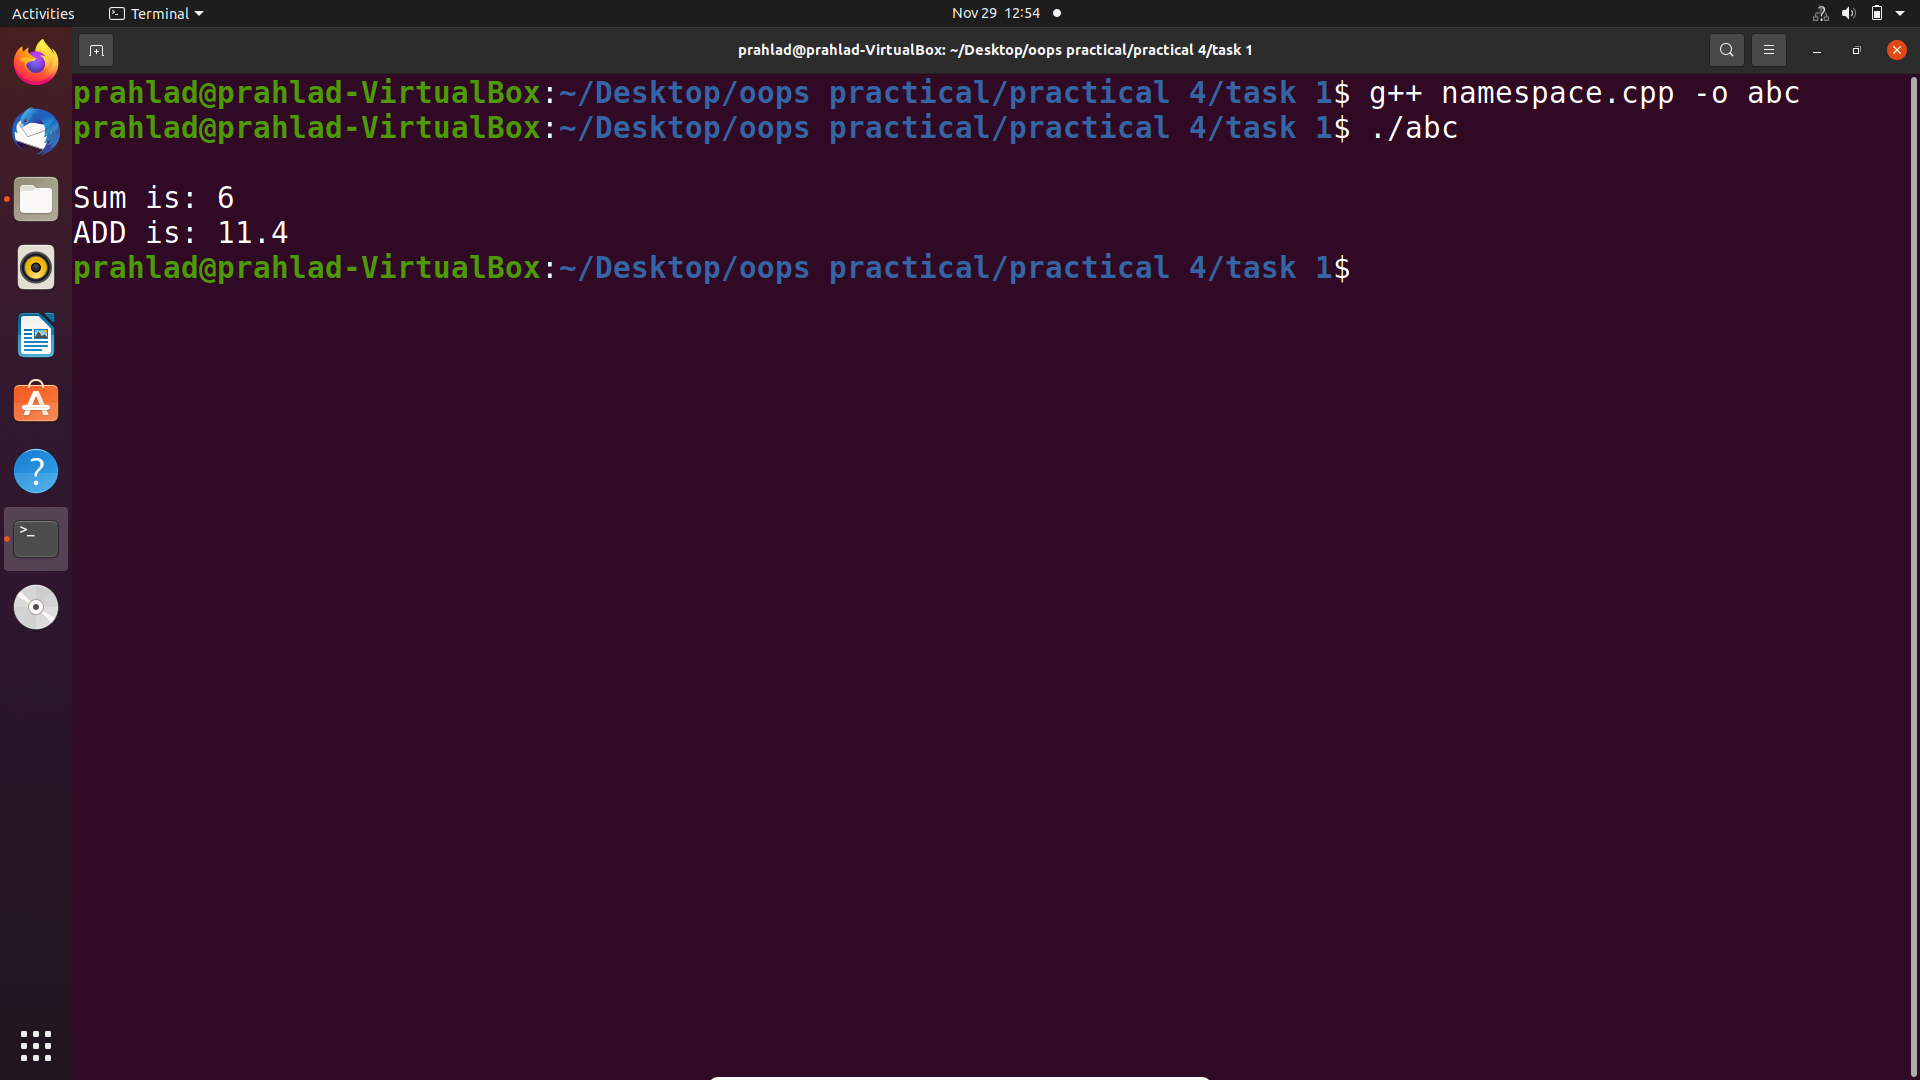 Activities Terminal Nov 29 12:54
prahlad@prahlad-VirtualBox: ~/Desktop/oops practical/practical 4/task 1
prahlad@prahlad-VirtualBox:~/Desktop/oops practical/practical 4/task 1$ g++ namespace.cpp -o abc
prahlad@prahlad-VirtualBox:~/Desktop/oops practical/practical 4/task 1$ ./abc
Sum is: 6
ADD is: 11.4
prahlad@prahlad-VirtualBox:~/Desktop/oops practical/practical 4/task 1$